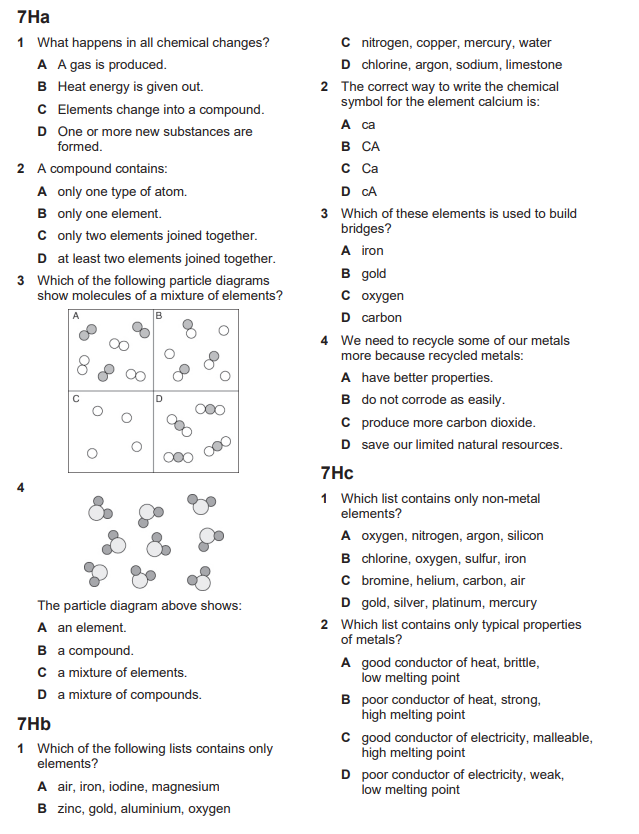 7Ha
1 What happens in all chemical changes?
A A gas is produced.
B Heat energy is given out.
C Elements change into a compound.
D One or more new substances are
formed.
2 A compound contains:
A only one type of atom.
B only one element.
C only two elements joined together.
D at least two elements joined together.
3 Which of the following particle diagrams
show molecules of a mixture of elements?
A
B
C
D
4
The particle diagram above shows:
A an element.
B a compound.
C a mixture of elements.
D a mixture of compounds.
7Hb
1 Which of the following lists contains only
elements?
A air, iron, iodine, magnesium
B zinc, gold, aluminium, oxygen
C nitrogen, copper, mercury, water
D chlorine, argon, sodium, limestone
2 The correct way to write the chemical
symbol for the element calcium is:
A ca
B CA
C Ca
D cA
3 Which of these elements is used to build
bridges?
A iron
B gold
C oxygen
D carbon
4 We need to recycle some of our metals
more because recycled metals:
A have better properties.
B do not corrode as easily.
C produce more carbon dioxide.
D save our limited natural resources.
7Hc
1 Which list contains only non-metal
elements?
A oxygen, nitrogen, argon, silicon
B chlorine, oxygen, sulfur, iron
C bromine, helium, carbon, air
D gold, silver, platinum, mercury
2 Which list contains only typical properties
of metals?
A good conductor of heat, brittle,
low melting point
B poor conductor of heat, strong,
high melting point
C good conductor of electricity, malleable,
high melting point
D poor conductor of electricity, weak,
low melting point